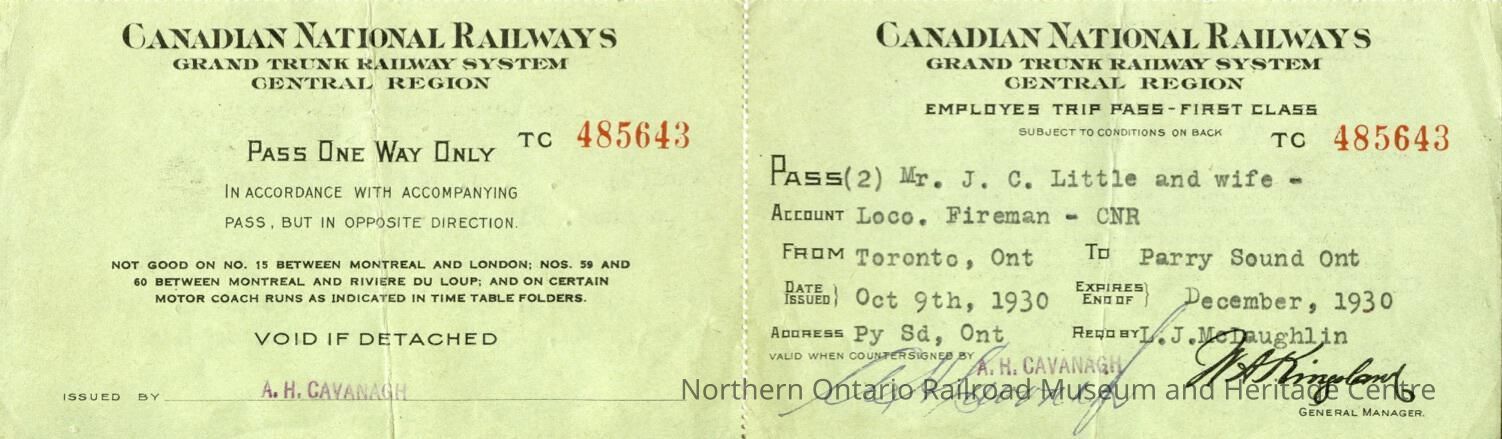 CANADIAN NATIONAL RAILWAYS
GRAND TRUNK RAILWAY SYSTEM
CENTRAL REGION
TC 485643
PASS ONE WAY ONLY
IN ACCORDANCE WITH ACCOMPANYING
PASS, BUT IN OPPOSITE DIRECTION.
NOT GOOD ON NO. 15 BETWEEN MONTREAL AND LONDON; NOS. 59 AND
60 BETWEEN MONTREAL AND RIVIERE DU LOUP; AND ON CERTAIN
MOTOR COACH RUNS AS INDICATED IN TIME TABLE FOLDERS.
VOID IF DETACHED
ISSUED BY A. H. CAVANAGH
CANADIAN NATIONAL RAILWAYS
GRAND TRUNK RAILWAY SYSTEM
CENTRAL REGION
EMPLOYES TRIP PASS-FIRST CLASS
SUBJECT TO CONDITIONS ON BACK
TC 485643
PASS (2) Mr. J. C. Little and wife -
ACCOUNT Loco. Fireman - CNR
FROM Toronto, Ont TO Parry Sound Ont
DATE ISSUED} Oct 9th, 1930 EXPIRES END OF} December, 1930
ADDRESS Py Sd, Ont REQD BY L.J.McLaughlin
VALID WHEN COUNTERSIGNED BY
A. H. CAVANAGH
A H Cavanagh
W A Kingsland
GENERAL MANAGER.
Northern Ontario Railroad Museum and Heritage Centre